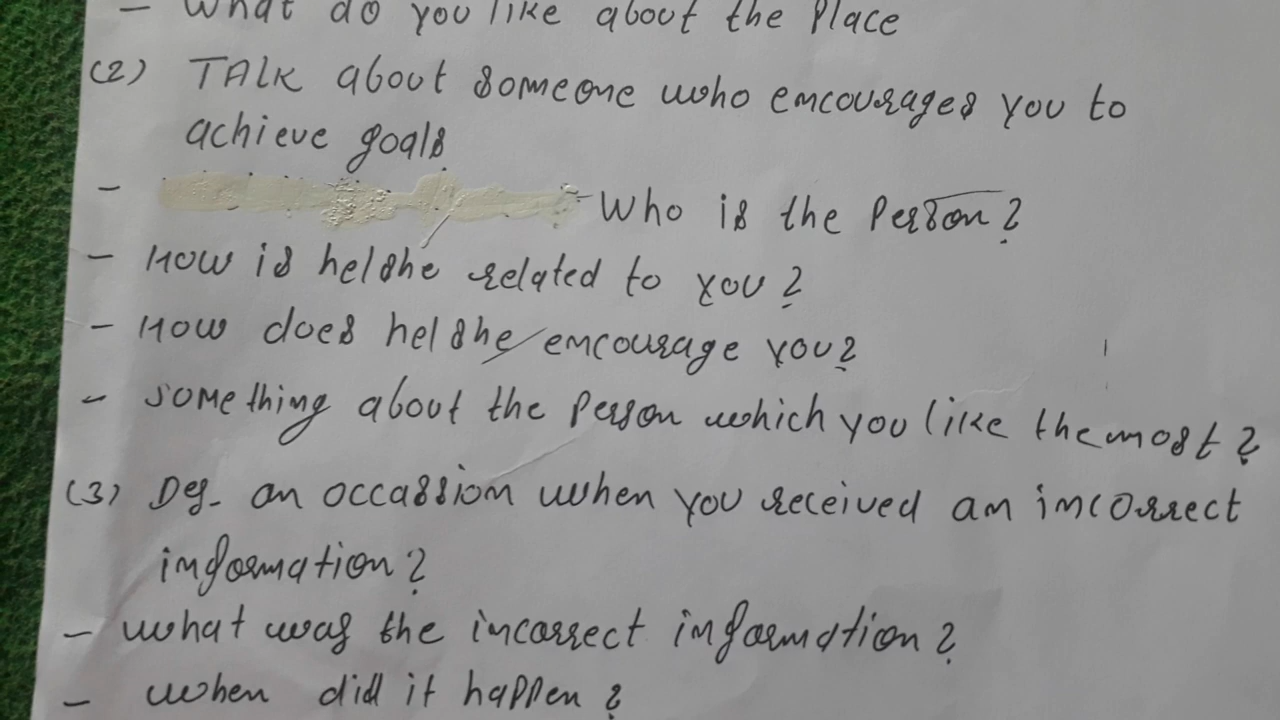 - What do you like about the Place
(2) TALK about someone who encourages you to
achieve goals
- Who is the Person?
- How is he/she related to you?
- How does he/she encourage you?
- something about the Person which you like the most?
(3) Des. an occassion when you received an incorrect
information?
- what was the incorrect information?
- when did it happen?